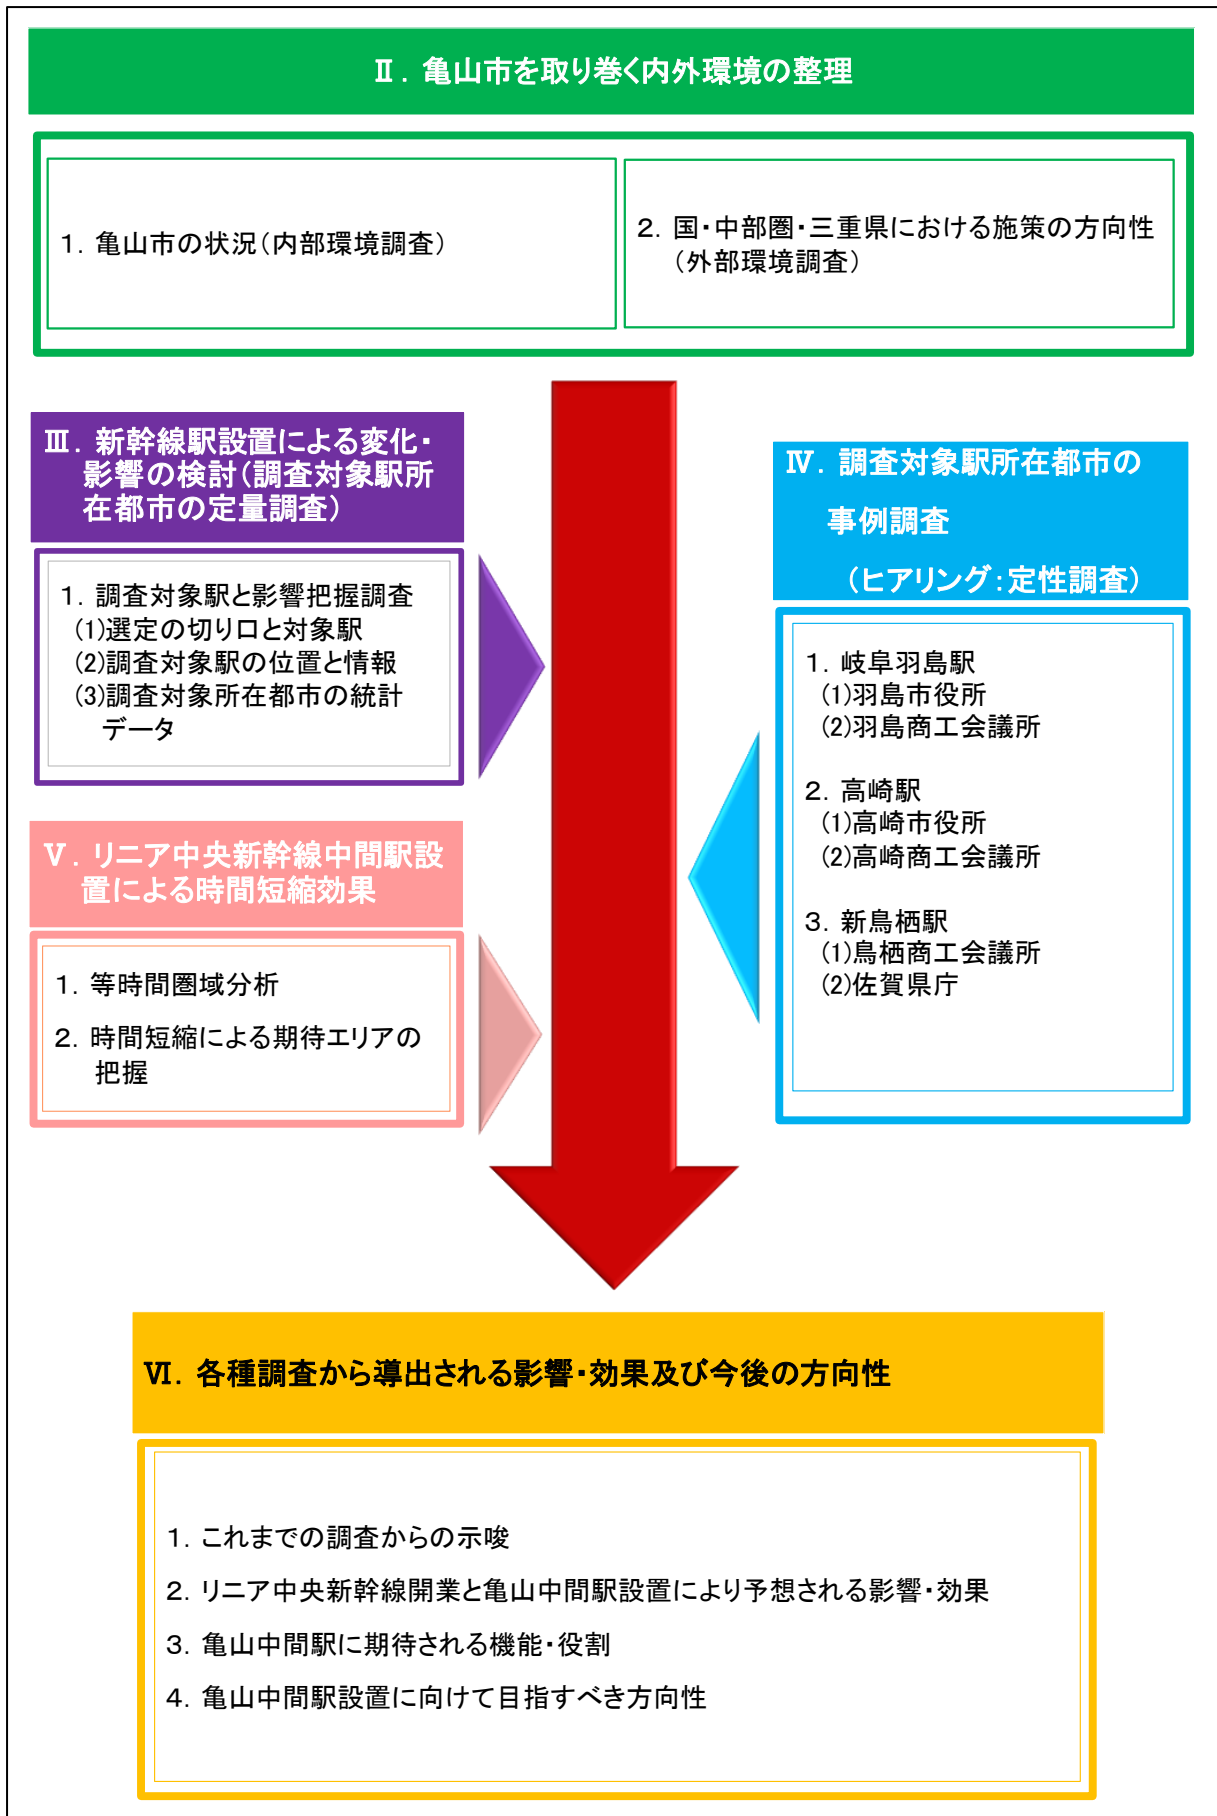 Ⅱ．亀山市を取り巻く内外環境の整理
1．亀山市の状況（内部環境調査）
2．国・中部圏・三重県における施策の方向性
（外部環境調査）
Ⅲ．新幹線駅設置による変化・
影響の検討（調査対象駅所
在都市の定量調査）
1．調査対象駅と影響把握調査
(1)選定の切り口と対象駅
(2)調査対象駅の位置と情報
(3)調査対象所在都市の統計
データ
Ⅳ．調査対象駅所在都市の
事例調査
（ヒアリング：定性調査）
1．岐阜羽島駅
(1)羽島市役所
(2)羽島商工会議所
2．高崎駅
(1)高崎市役所
(2)高崎商工会議所
3．新鳥栖駅
(1)鳥栖商工会議所
(2)佐賀県庁
Ⅴ．リニア中央新幹線中間駅設
置による時間短縮効果
1．等時間圏域分析
2．時間短縮による期待エリアの
把握
Ⅵ．各種調査から導出される影響・効果及び今後の方向性
1．これまでの調査からの示唆
2．リニア中央新幹線開業と亀山中間駅設置により予想される影響・効果
3．亀山中間駅に期待される機能・役割
4．亀山中間駅設置に向けて目指すべき方向性